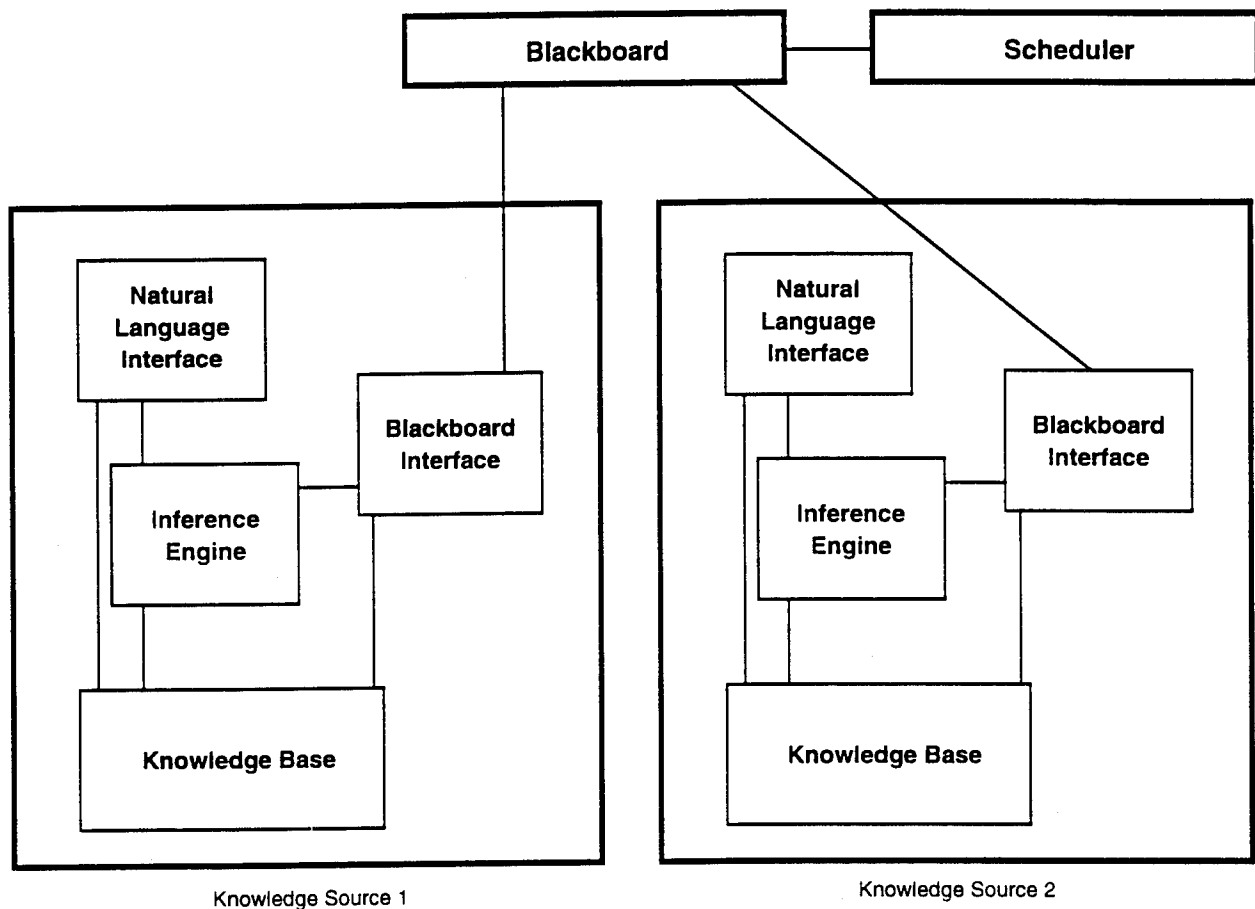 Blackboard
Scheduler
Natural
Language
Interface
Blackboard
Interface
Inference
Engine
Knowledge Base
Knowledge Source 1
Natural
Language
Interface
Blackboard
Interface
Inference
Engine
Knowledge Base
Knowledge Source 2